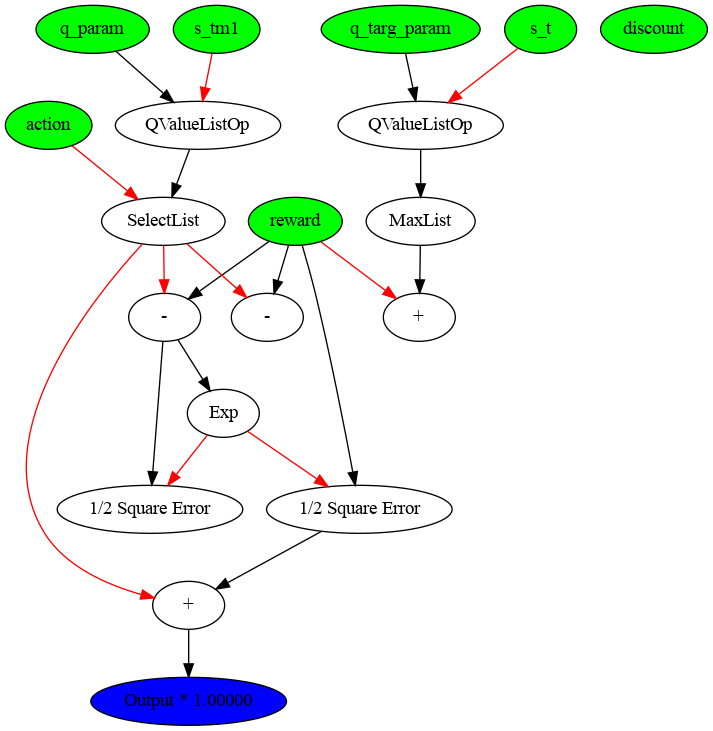 q_param
s_tm1
q_targ_param
s_t
discount
action
QValueListOp
QValueListOp
SelectList
reward
MaxList
-
-
+
Exp
1/2 Square Error
1/2 Square Error
+
Output * 1.00000